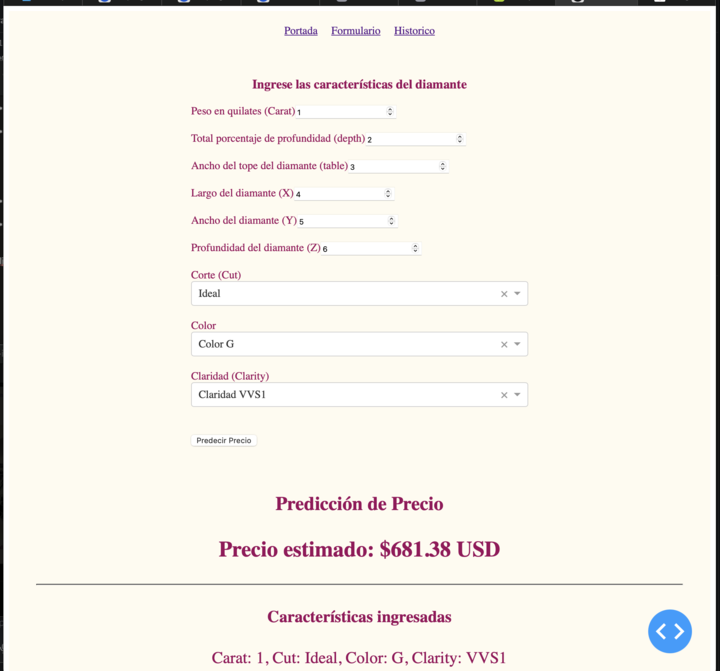 Portada Formulario Historico
Ingrese las características del diamante
Peso en quilates (Carat) 1
Total porcentaje de profundidad (depth) 2
Ancho del tope del diamante (table) 3
Largo del diamante (X) 4
Ancho del diamante (Y) 5
Profundidad del diamante (Z) 6
Corte (Cut)
Ideal
Color
Color G
Claridad (Clarity)
Claridad VVS1
Predecir Precio
Predicción de Precio
Precio estimado: $681.38 USD
Características ingresadas
Carat: 1, Cut: Ideal, Color: G, Clarity: VVS1